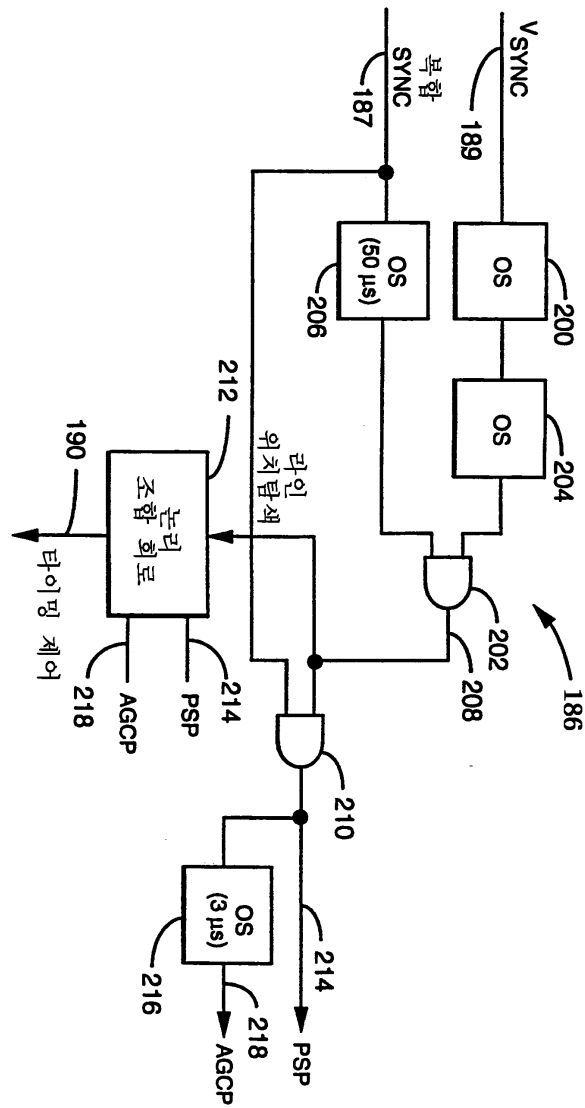 186
200
204
V SYNC
189
OS
OS
202
208
복합
SYNC
187
OS
(50 µs)
206
210
214
PSP
라인
위치탐색
OS
(3 µs)
218
AGCP
216
212
논리
조합 회로
214
PSP
218
AGCP
190
타이밍 제어